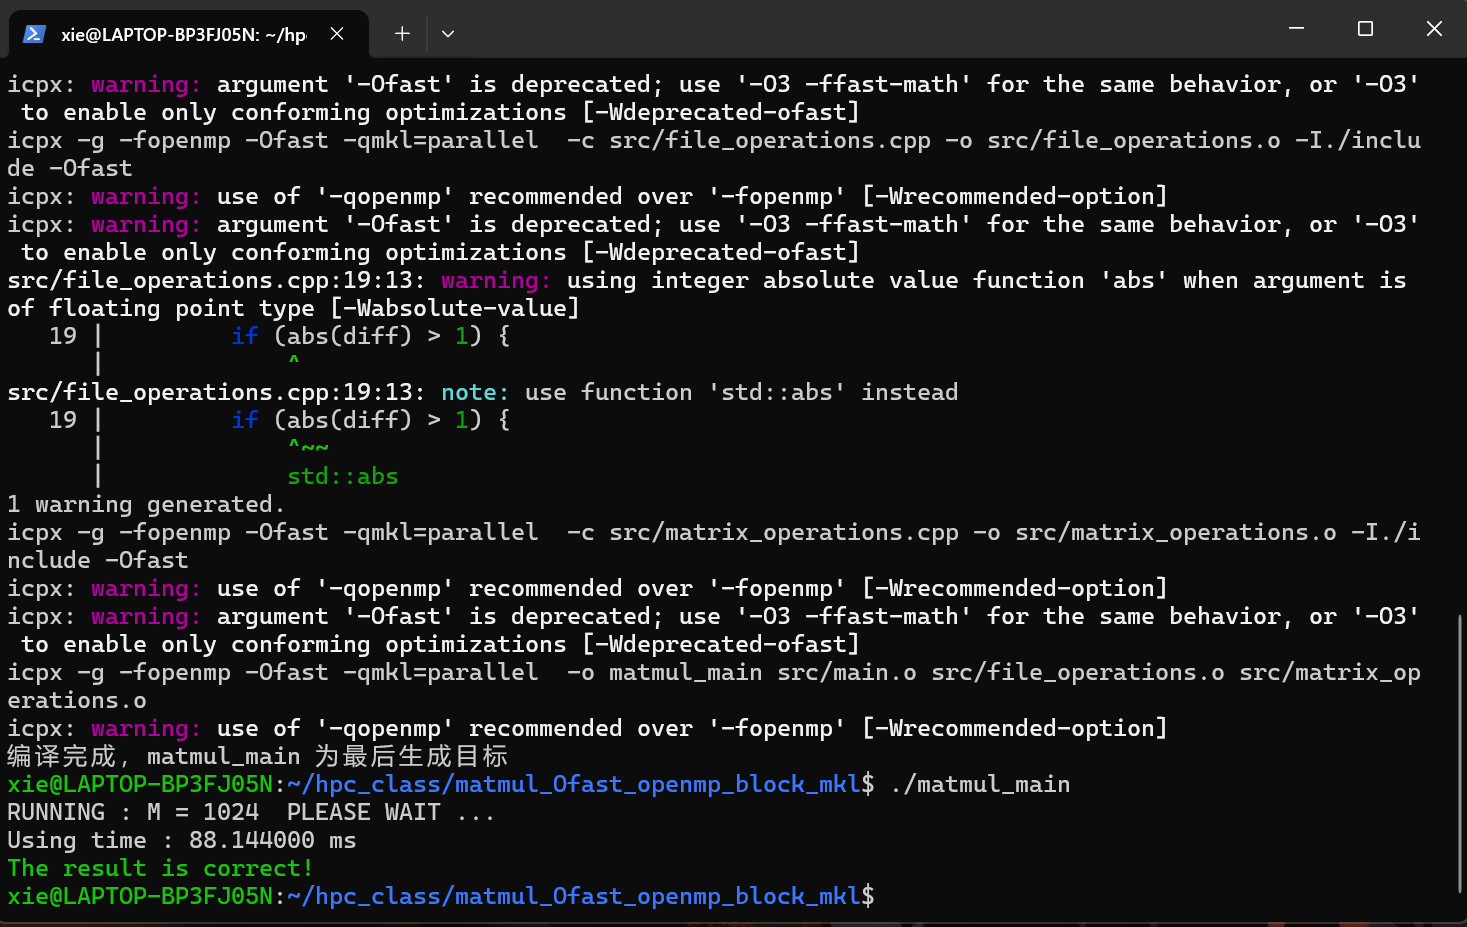 xie@LAPTOP-BP3FJ05N: ~/hp
icpx: warning: argument '-Ofast' is deprecated; use '-O3 -ffast-math' for the same behavior, or '-O3'
 to enable only conforming optimizations [-Wdeprecated-ofast]
icpx -g -fopenmp -Ofast -qmkl=parallel  -c src/file_operations.cpp -o src/file_operations.o -I./inclu
de -Ofast
icpx: warning: use of '-qopenmp' recommended over '-fopenmp' [-Wrecommended-option]
icpx: warning: argument '-Ofast' is deprecated; use '-O3 -ffast-math' for the same behavior, or '-O3'
 to enable only conforming optimizations [-Wdeprecated-ofast]
src/file_operations.cpp:19:13: warning: using integer absolute value function 'abs' when argument is
of floating point type [-Wabsolute-value]
   19 |         if (abs(diff) > 1) {
      |             ^
src/file_operations.cpp:19:13: note: use function 'std::abs' instead
   19 |         if (abs(diff) > 1) {
      |             ^~~
      |             std::abs
1 warning generated.
icpx -g -fopenmp -Ofast -qmkl=parallel  -c src/matrix_operations.cpp -o src/matrix_operations.o -I./i
nclude -Ofast
icpx: warning: use of '-qopenmp' recommended over '-fopenmp' [-Wrecommended-option]
icpx: warning: argument '-Ofast' is deprecated; use '-O3 -ffast-math' for the same behavior, or '-O3'
 to enable only conforming optimizations [-Wdeprecated-ofast]
icpx -g -fopenmp -Ofast -qmkl=parallel  -o matmul_main src/main.o src/file_operations.o src/matrix_op
erations.o
icpx: warning: use of '-qopenmp' recommended over '-fopenmp' [-Wrecommended-option]
编译完成，matmul_main 为最后生成目标
xie@LAPTOP-BP3FJ05N:~/hpc_class/matmul_Ofast_openmp_block_mkl$ ./matmul_main
RUNNING : M = 1024  PLEASE WAIT ...
Using time : 88.144000 ms
The result is correct!
xie@LAPTOP-BP3FJ05N:~/hpc_class/matmul_Ofast_openmp_block_mkl$